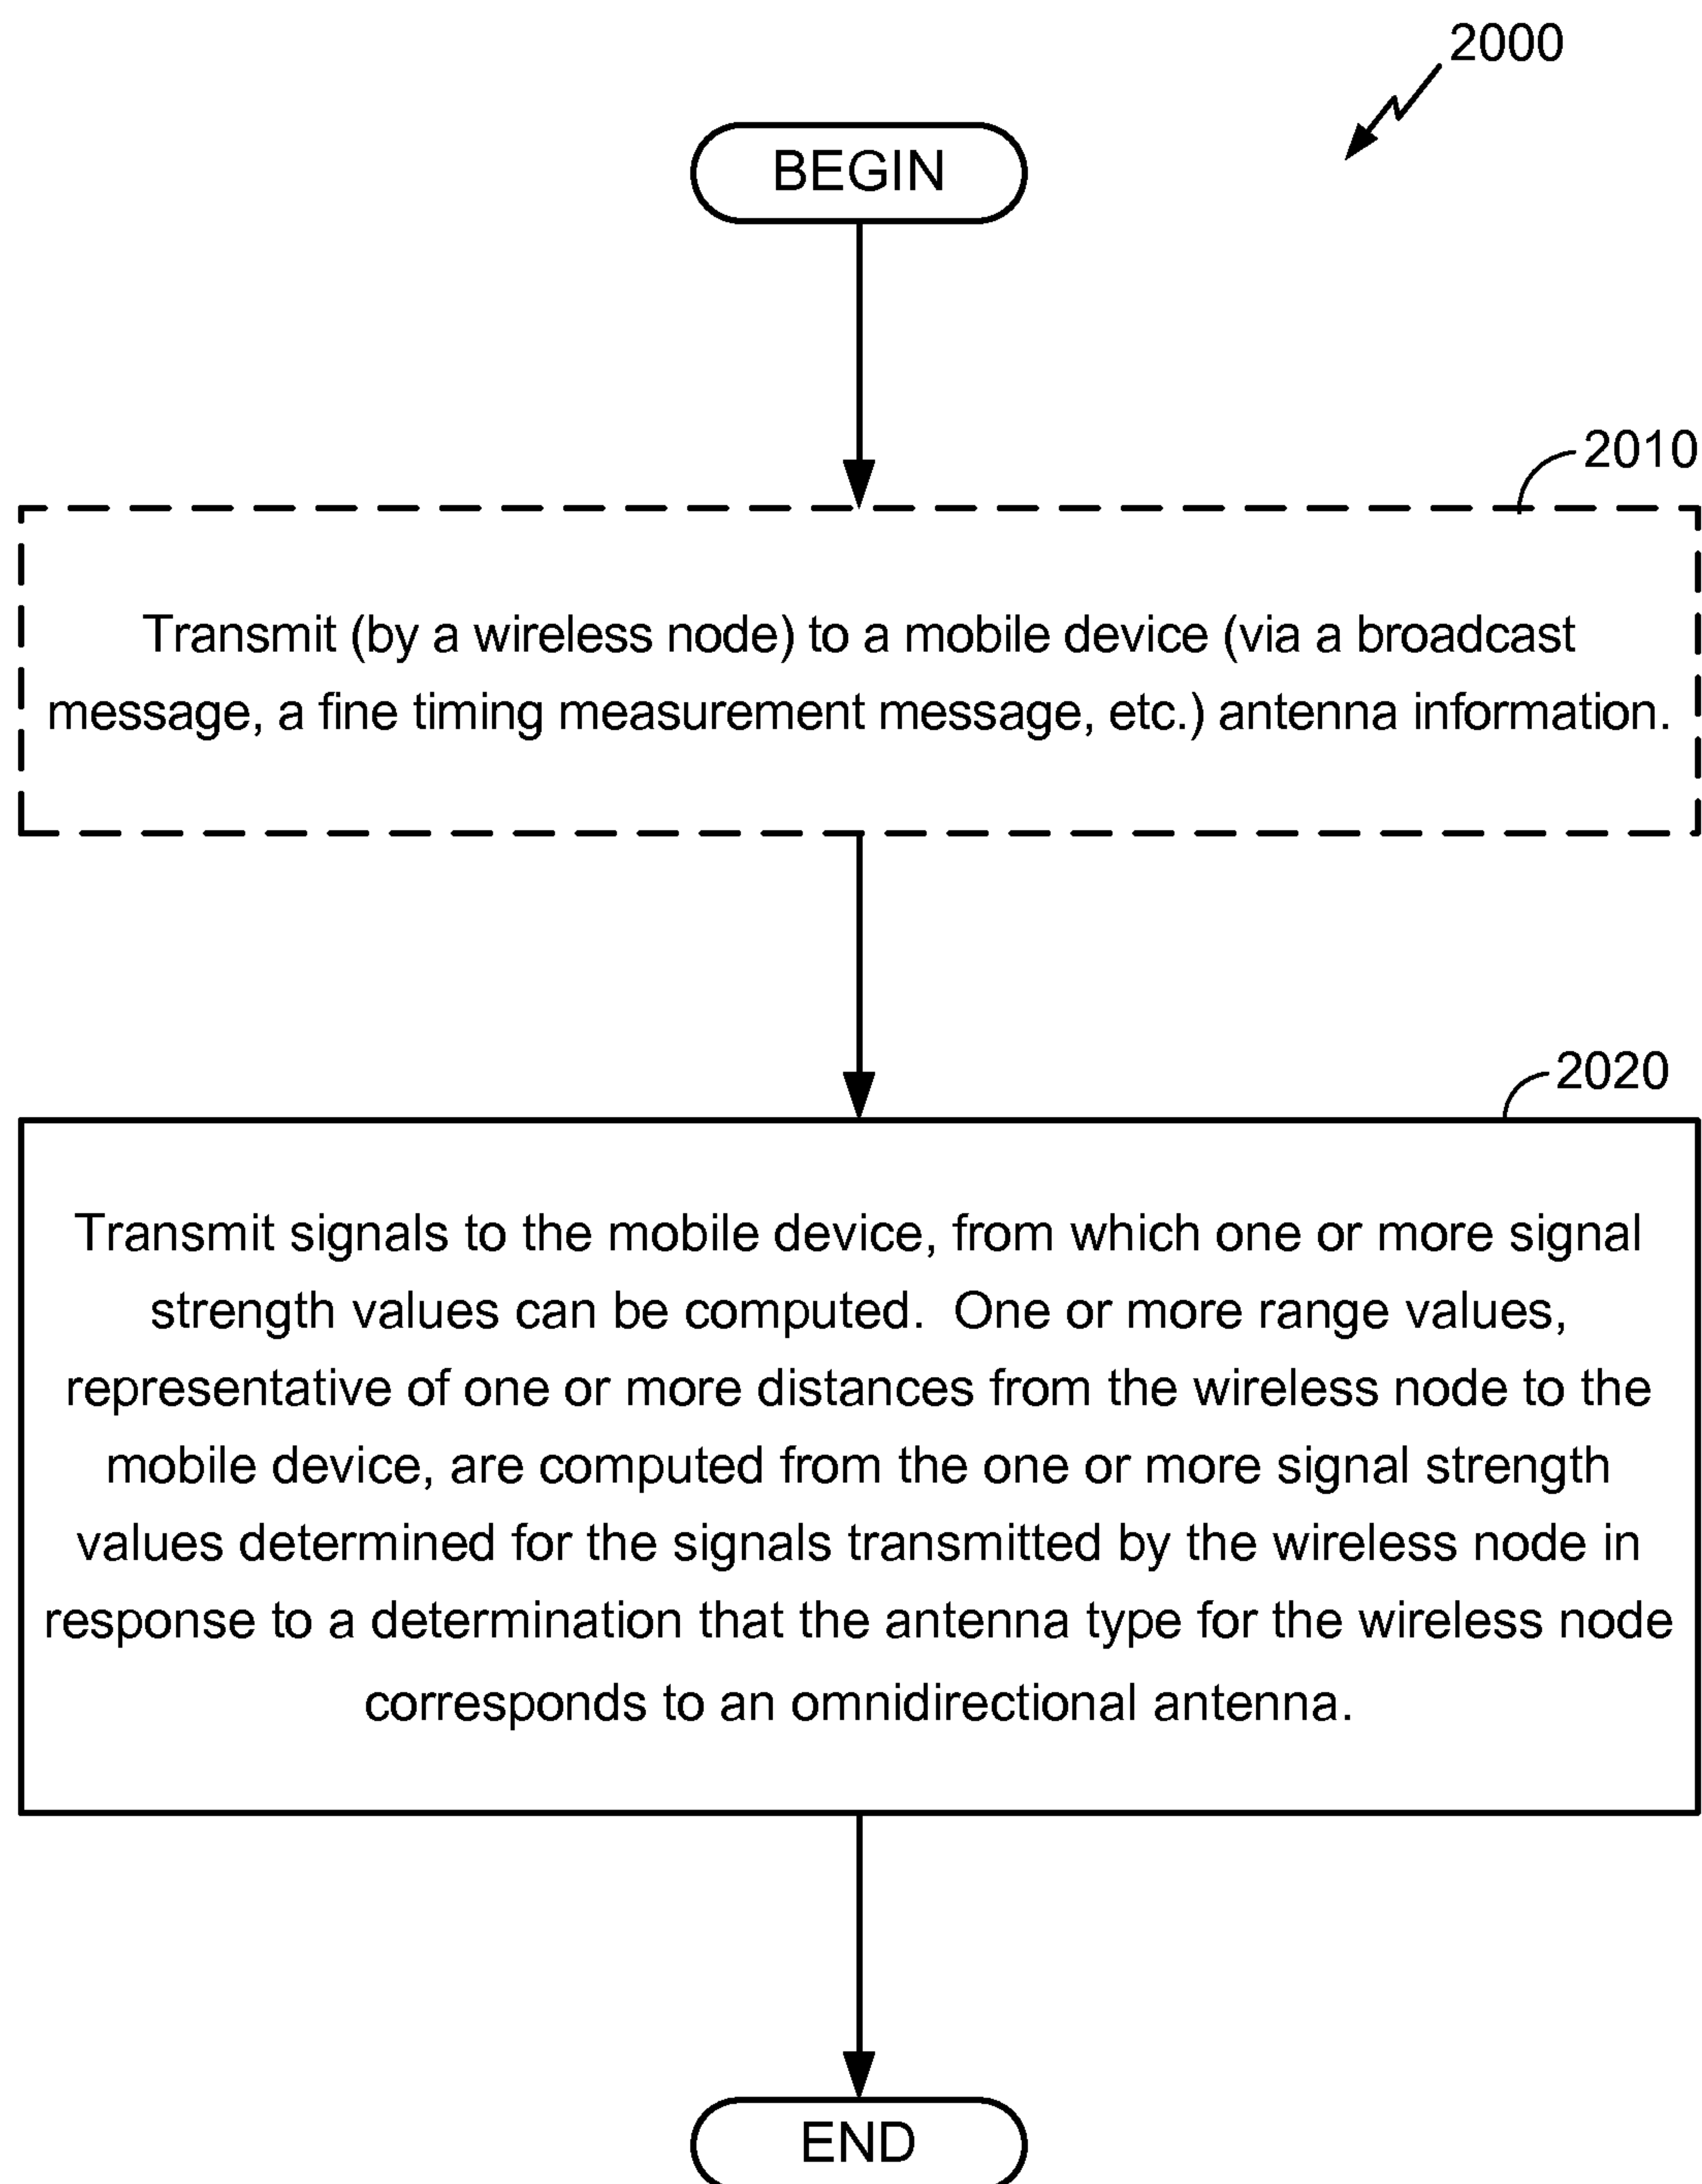 2000
BEGIN
2010
Transmit (by a wireless node) to a mobile device (via a broadcast
message, a fine timing measurement message, etc.) antenna information.
2020
Transmit signals to the mobile device, from which one or more signal
strength values can be computed.  One or more range values,
representative of one or more distances from the wireless node to the
mobile device, are computed from the one or more signal strength
values determined for the signals transmitted by the wireless node in
response to a determination that the antenna type for the wireless node
corresponds to an omnidirectional antenna.
END